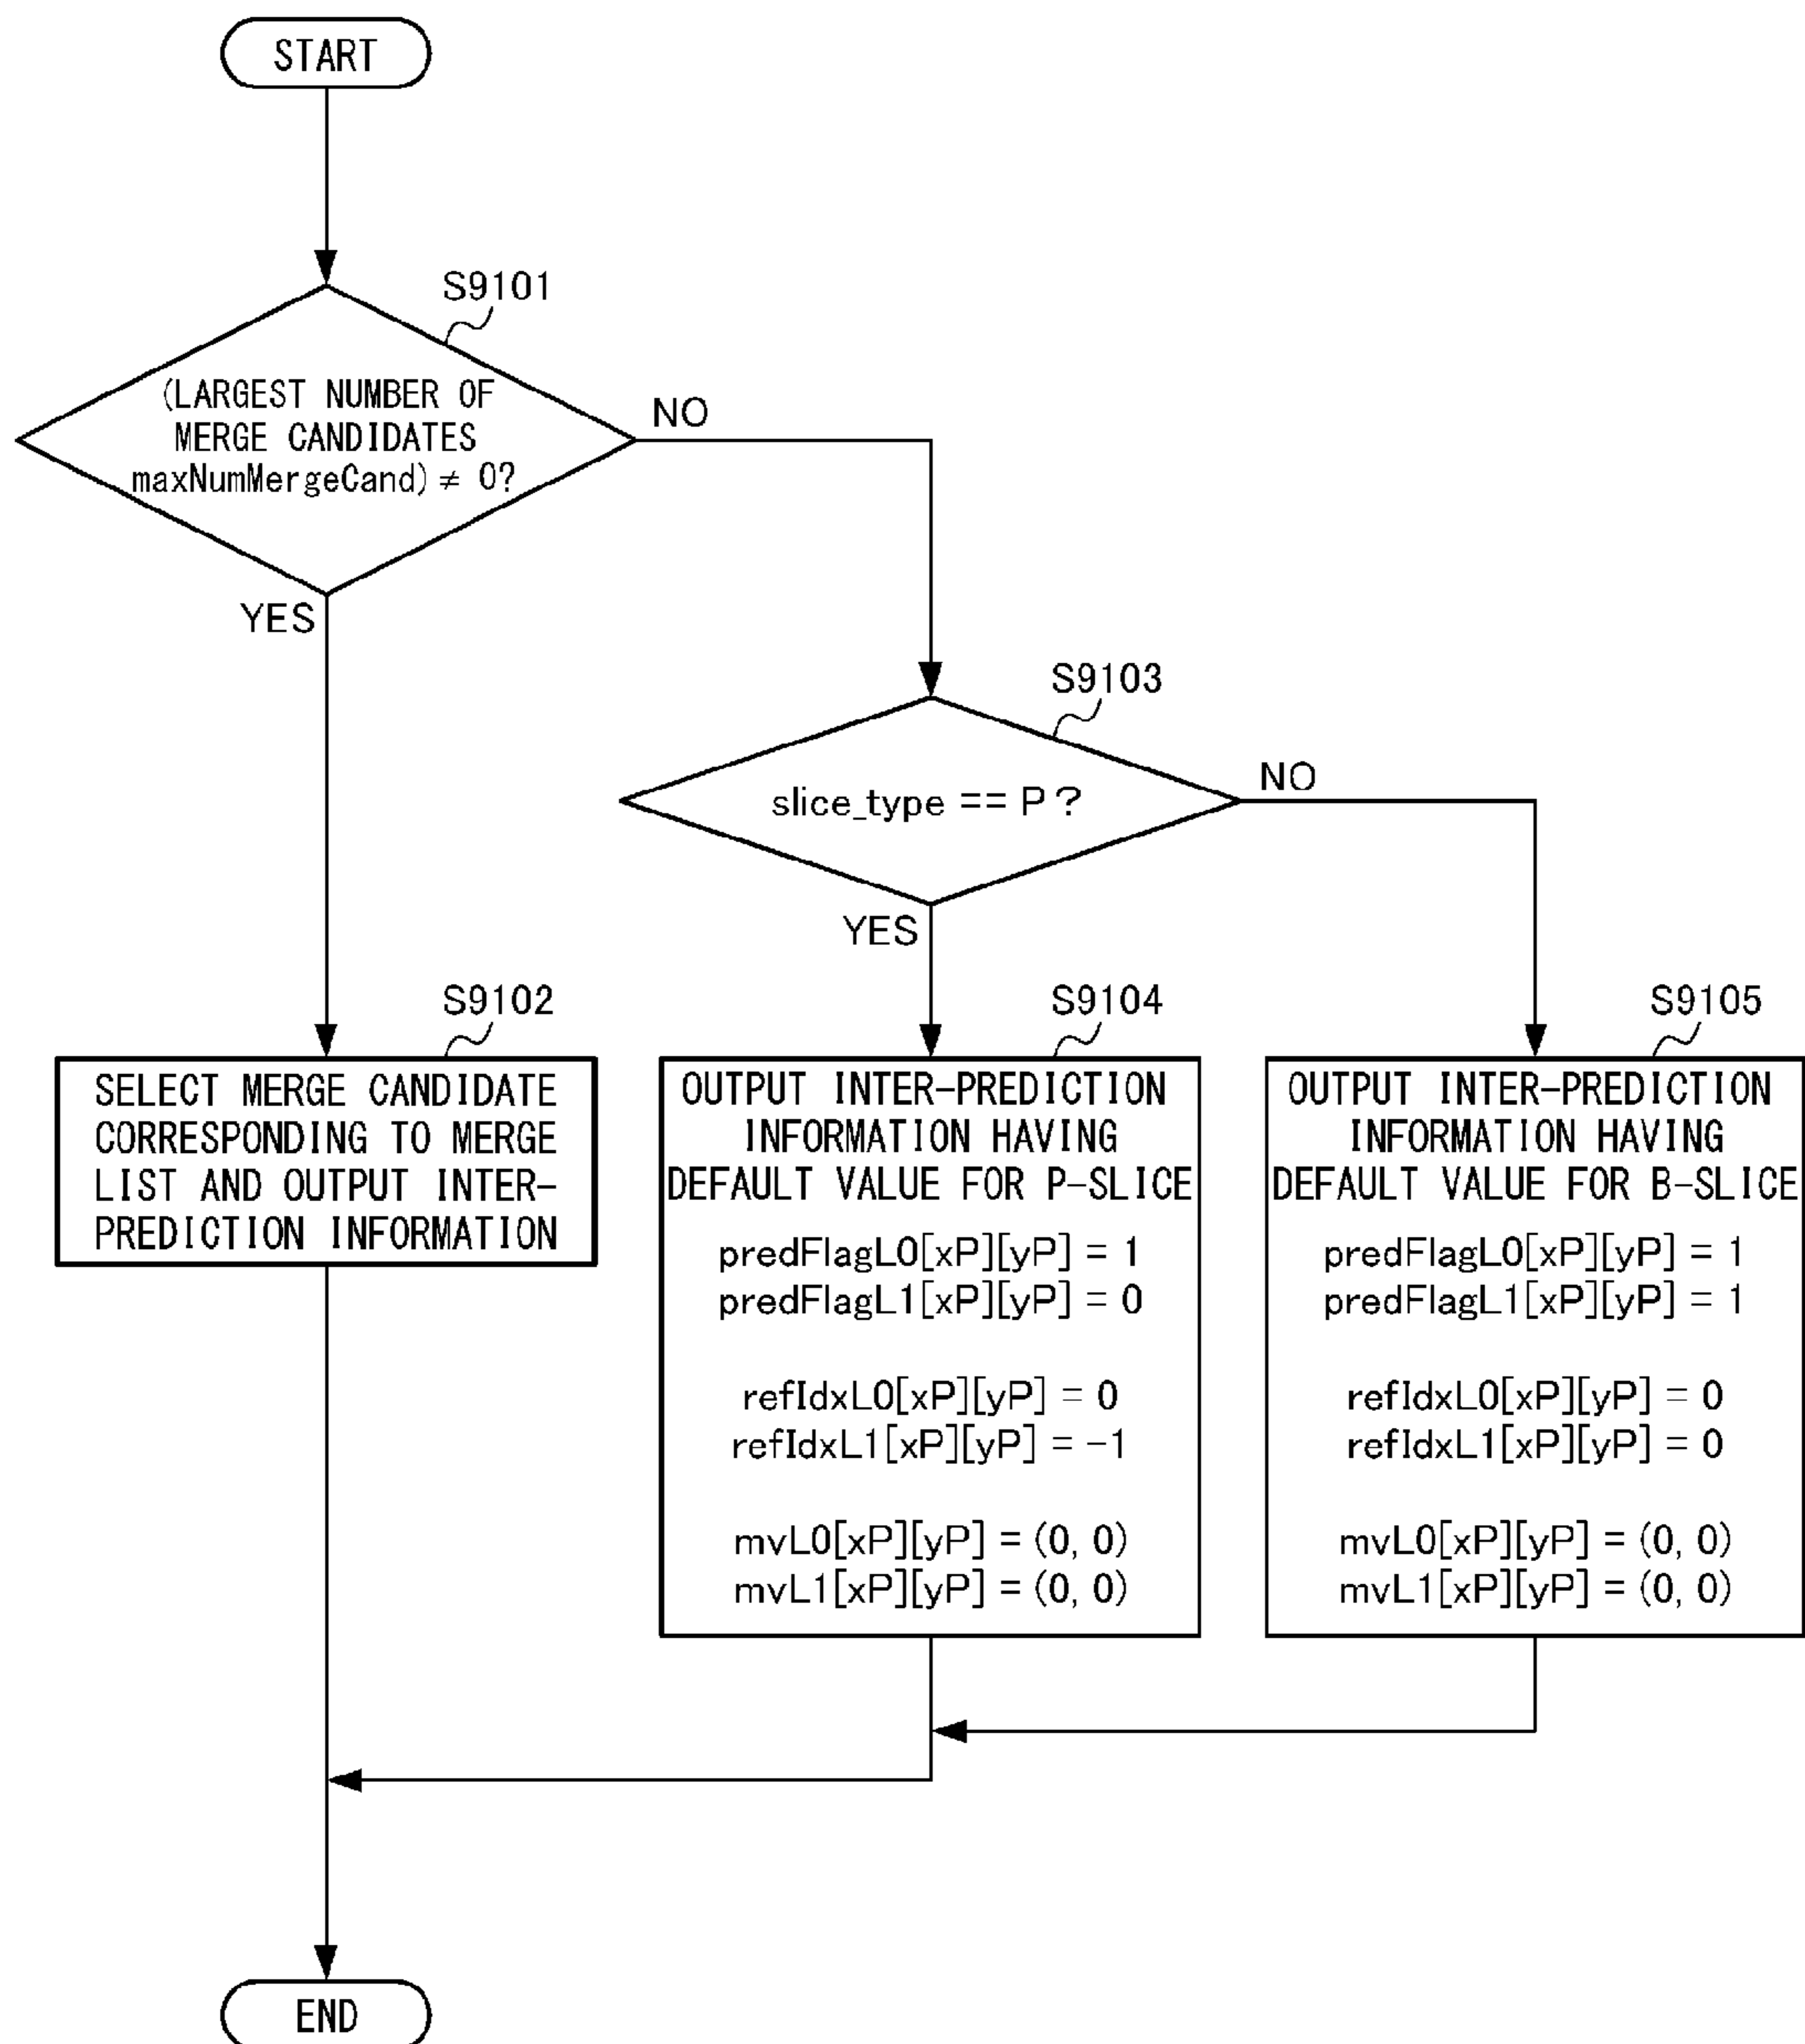 START
S9101
(LARGEST NUMBER OF
MERGE CANDIDATES
maxNumMergeCand) ≠ 0?
NO
YES
S9103
slice_type == P ?
NO
YES
S9102
SELECT MERGE CANDIDATE
CORRESPONDING TO MERGE
LIST AND OUTPUT INTER-
PREDICTION INFORMATION
S9104
OUTPUT INTER-PREDICTION
INFORMATION HAVING
DEFAULT VALUE FOR P-SLICE
predFlagL0[xP][yP] = 1
predFlagL1[xP][yP] = 0
refIdxL0[xP][yP] = 0
refIdxL1[xP][yP] = -1
mvL0[xP][yP] = (0, 0)
mvL1[xP][yP] = (0, 0)
S9105
OUTPUT INTER-PREDICTION
INFORMATION HAVING
DEFAULT VALUE FOR B-SLICE
predFlagL0[xP][yP] = 1
predFlagL1[xP][yP] = 1
refIdxL0[xP][yP] = 0
refIdxL1[xP][yP] = 0
mvL0[xP][yP] = (0, 0)
mvL1[xP][yP] = (0, 0)
END